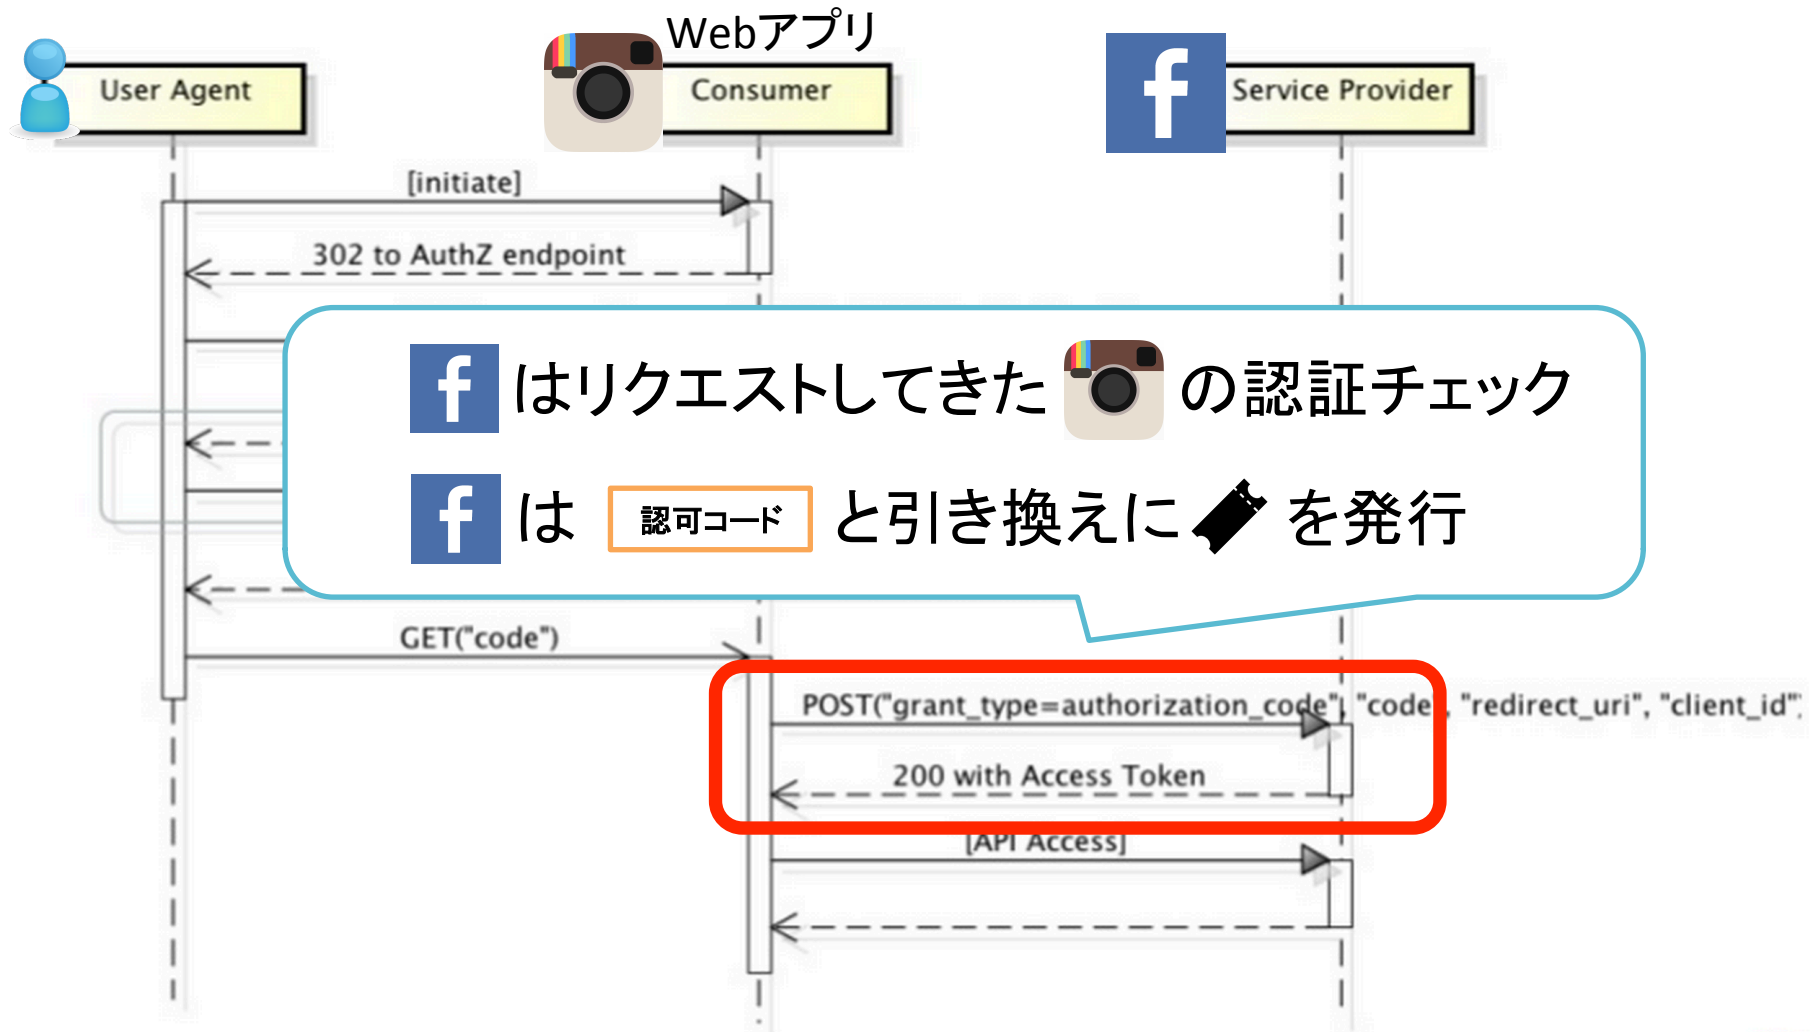 Webアプリ
User Agent
Consumer
Service Provider
[initiate]
302 to AuthZ endpoint
はリクエストしてきた の認証チェック
は 認可コード と引き換えに を発行
GET("code")
POST("grant_type=authorization_code", "code", "redirect_uri", "client_id"
200 with Access Token
[API Access]